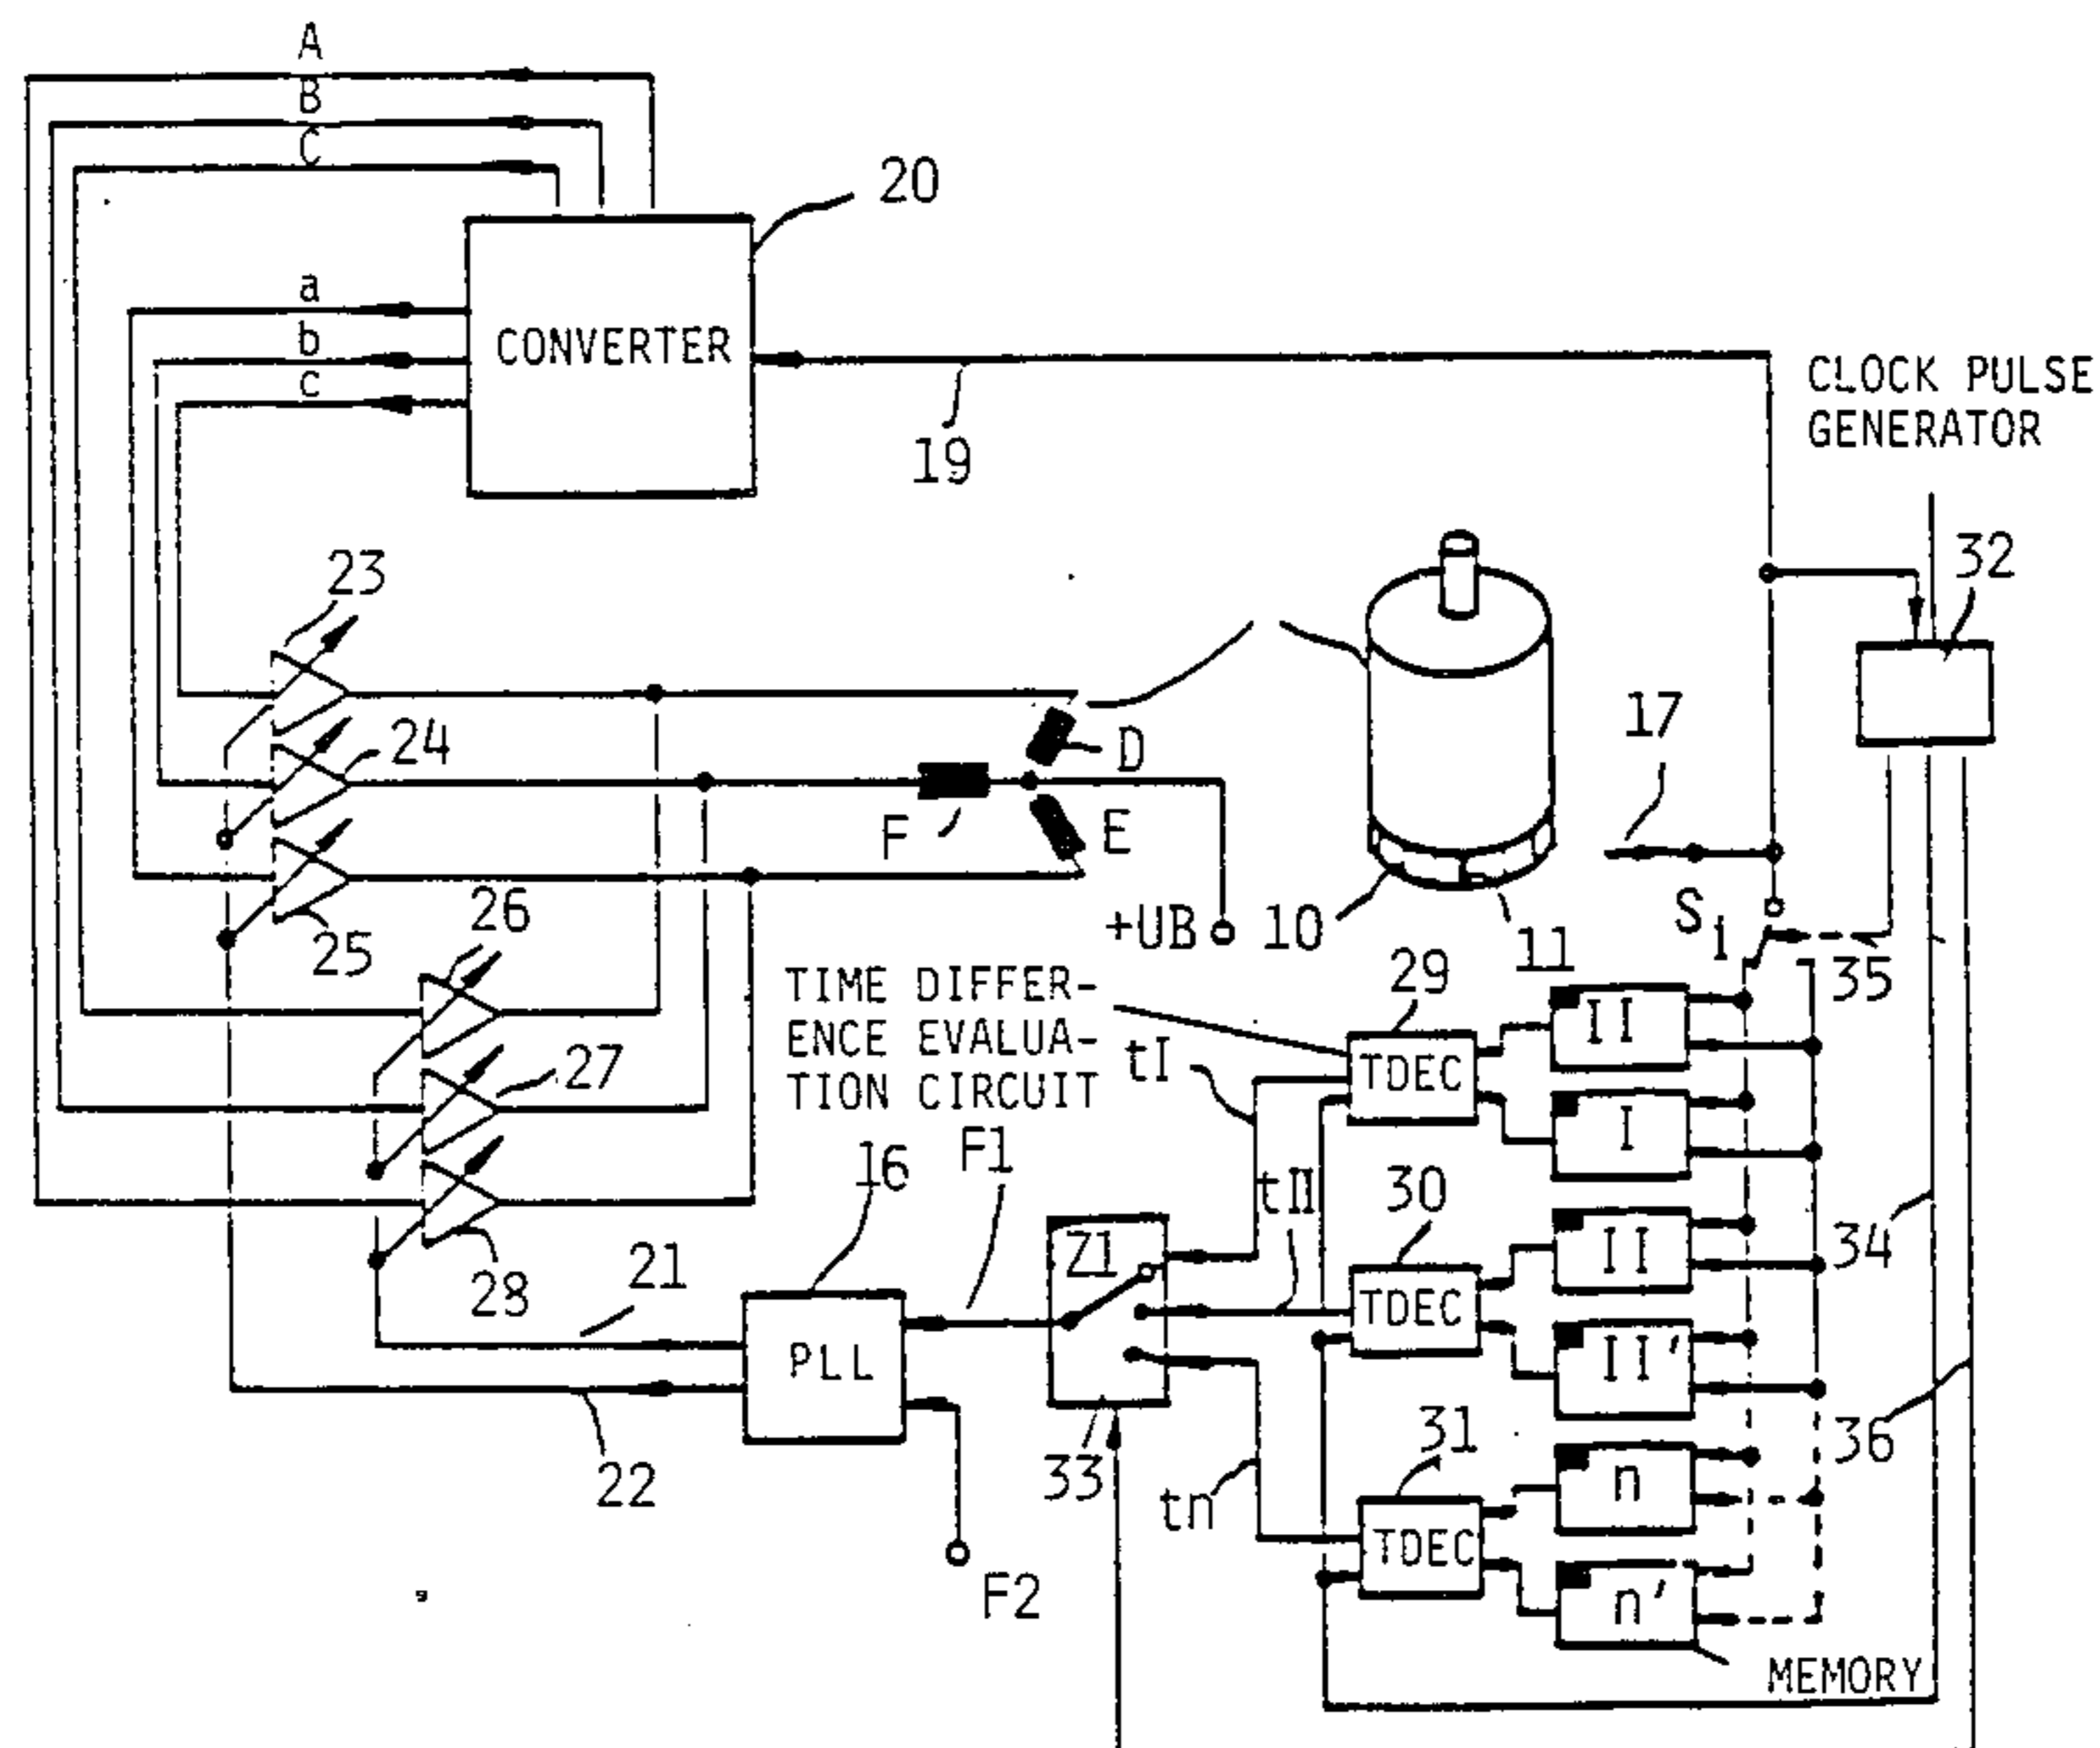 A
B
C
20
a
b
c
CONVERTER
19
CLOCK PULSE
GENERATOR
32
23
24
25
26
27
28
D
F
E
+UB
10
11
17
Si
35
TIME DIFFER-
ENCE EVALUA-
TION CIRCUIT
29
tI
TDEC
II
I
16
F1
tII
30
TDEC
II
II'
34
Z1
21
PLL
22
33
tn
31
TDEC
n
n'
36
F2
MEMORY